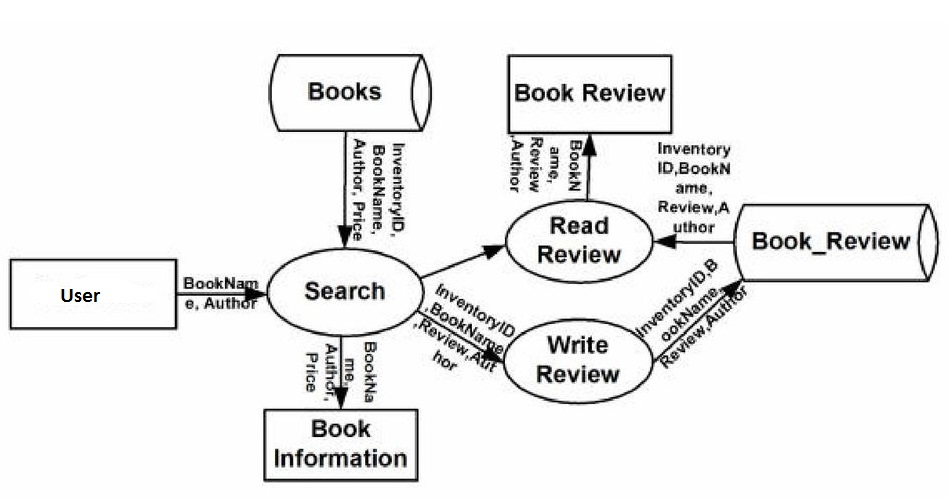 Books
InventoryID,
BookName,
Author, Price
User
BookNam
e, Author
Search
BookNa
me,
Author,
Price
Book
Information
Book Review
BookN
ame,
Review
,Author
Read
Review
Inventory
ID,BookN
ame,
Review,A
uthor
Book_Review
InventoryID
,BookName
,Review,Aut
hor
Write
Review
InventoryID,B
ookName,
Review,Author